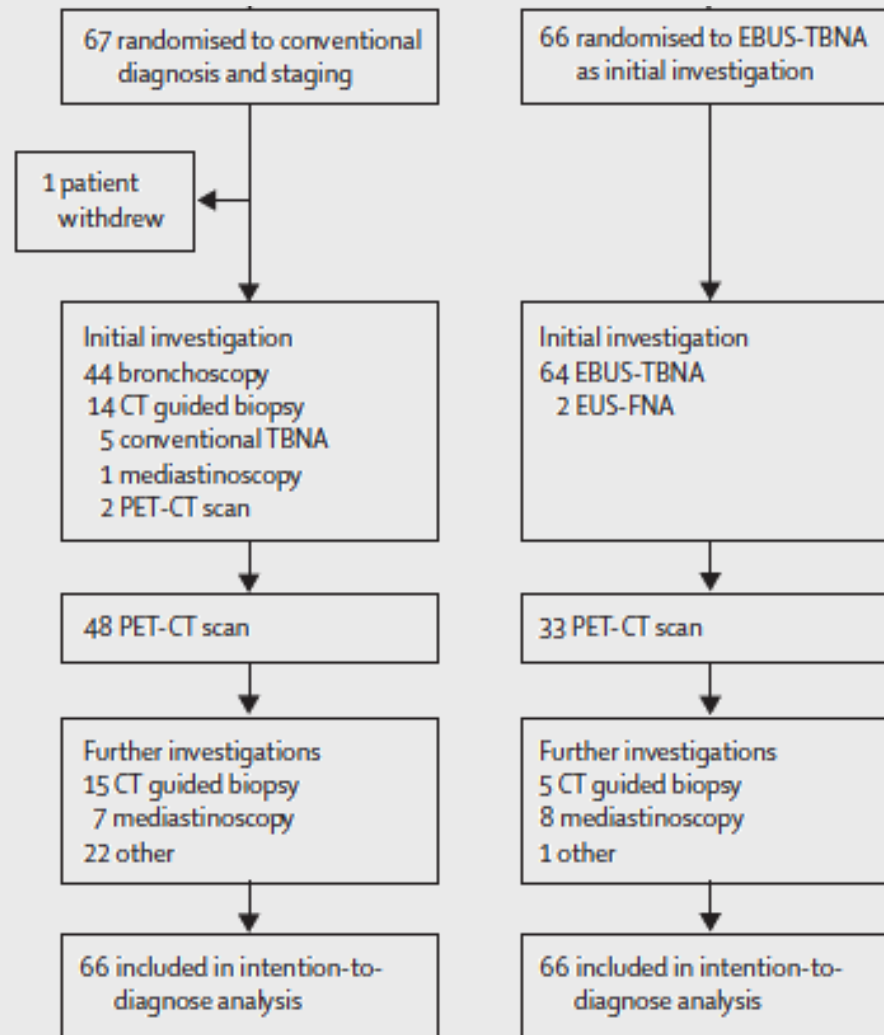 67 randomised to conventional
diagnosis and staging
66 randomised to EBUS-TBNA
as initial investigation
1 patient
withdrew
Initial investigation
44 bronchoscopy
14 CT guided biopsy
5 conventional TBNA
1 mediastinoscopy
2 PET-CT scan
Initial investigation
64 EBUS-TBNA
2 EUS-FNA
48 PET-CT scan
33 PET-CT scan
Further investigations
15 CT guided biopsy
7 mediastinoscopy
22 other
Further investigations
5 CT guided biopsy
8 mediastinoscopy
1 other
66 included in intention-to-
diagnose analysis
66 included in intention-to-
diagnose analysis